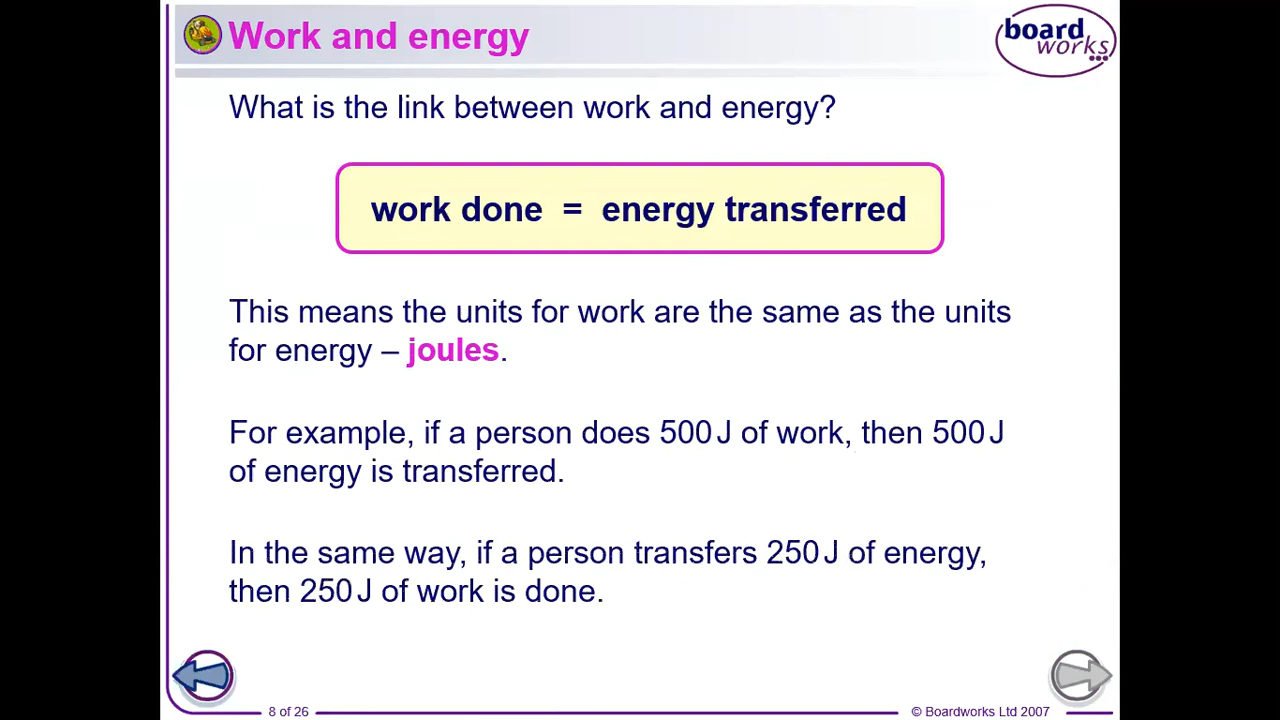 Work and energy
board
works
What is the link between work and energy?
work done = energy transferred
This means the units for work are the same as the units
for energy – joules.
For example, if a person does 500 J of work, then 500 J
of energy is transferred.
In the same way, if a person transfers 250 J of energy,
then 250 J of work is done.
8 of 26
© Boardworks Ltd 2007